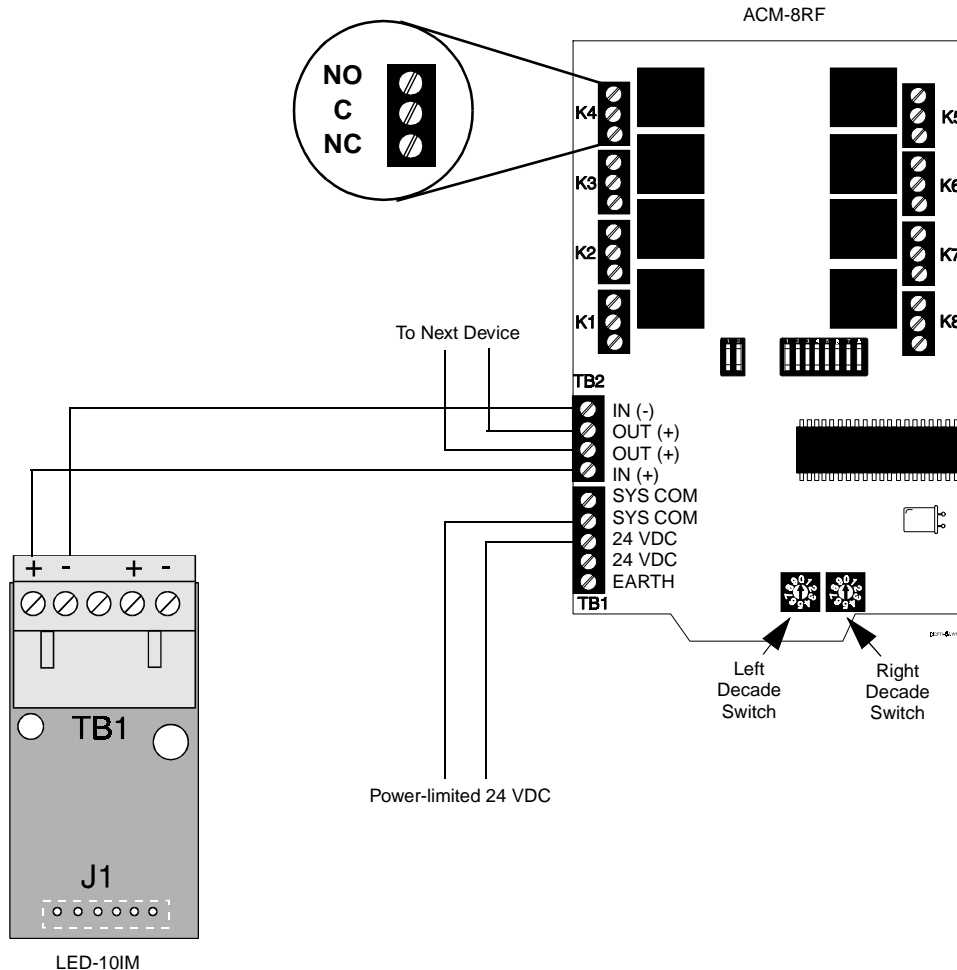 ACM-8RF
NO
C
NC
K4
K3
K2
K1
K5
K6
K7
K8
To Next Device
TB2
IN (-)
OUT (+)
OUT (+)
IN (+)
SYS COM
SYS COM
24 VDC
24 VDC
EARTH
TB1
+ - + -
TB1
J1
LED-10IM
Left
Decade
Switch
Right
Decade
Switch
Power-limited 24 VDC